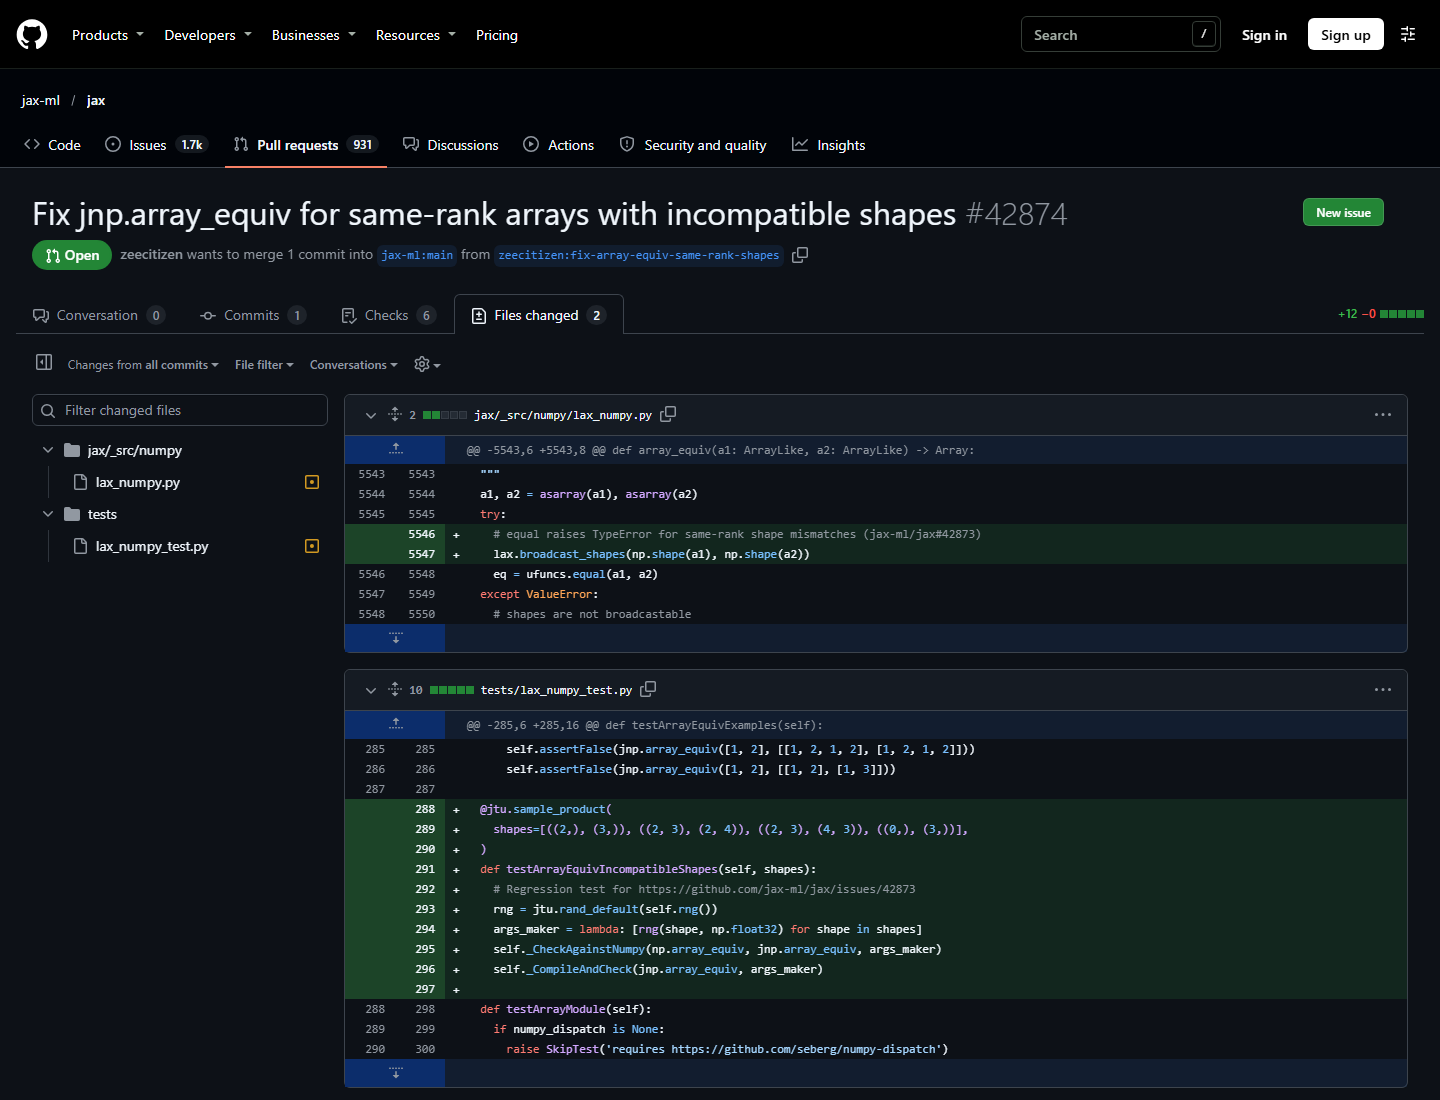 Products Developers Businesses Resources Pricing Search / Sign in Sign up
jax-ml / jax
Code Issues 1.7k Pull requests 931 Discussions Actions Security and quality Insights
Fix jnp.array_equiv for same-rank arrays with incompatible shapes #42874 New issue
Open zeecitizen wants to merge 1 commit into jax-ml:main from zeecitizen:fix-array-equiv-same-rank-shapes
Conversation 0 Commits 1 Checks 6 Files changed 2 +12 −0
Changes from all commits File filter Conversations
Filter changed files
jax/_src/numpy
lax_numpy.py
tests
lax_numpy_test.py
2 jax/_src/numpy/lax_numpy.py
@@ -5543,6 +5543,8 @@ def array_equiv(a1: ArrayLike, a2: ArrayLike) -> Array:
5543 5543 """
5544 5544 a1, a2 = asarray(a1), asarray(a2)
5545 5545 try:
5546 + # equal raises TypeError for same-rank shape mismatches (jax-ml/jax#42873)
5547 + lax.broadcast_shapes(np.shape(a1), np.shape(a2))
5546 5548 eq = ufuncs.equal(a1, a2)
5547 5549 except ValueError:
5548 5550 # shapes are not broadcastable
10 tests/lax_numpy_test.py
@@ -285,6 +285,16 @@ def testArrayEquivExamples(self):
285 285 self.assertFalse(jnp.array_equiv([1, 2], [[1, 2, 1, 2], [1, 2, 1, 2]]))
286 286 self.assertFalse(jnp.array_equiv([1, 2], [[1, 2], [1, 3]]))
287 287
288 + @jtu.sample_product(
289 + shapes=[((2,), (3,)), ((2, 3), (2, 4)), ((2, 3), (4, 3)), ((0,), (3,))],
290 + )
291 + def testArrayEquivIncompatibleShapes(self, shapes):
292 + # Regression test for https://github.com/jax-ml/jax/issues/42873
293 + rng = jtu.rand_default(self.rng())
294 + args_maker = lambda: [rng(shape, np.float32) for shape in shapes]
295 + self._CheckAgainstNumpy(np.array_equiv, jnp.array_equiv, args_maker)
296 + self._CompileAndCheck(jnp.array_equiv, args_maker)
297 +
288 298 def testArrayModule(self):
289 299 if numpy_dispatch is None:
290 300 raise SkipTest('requires https://github.com/seberg/numpy-dispatch')